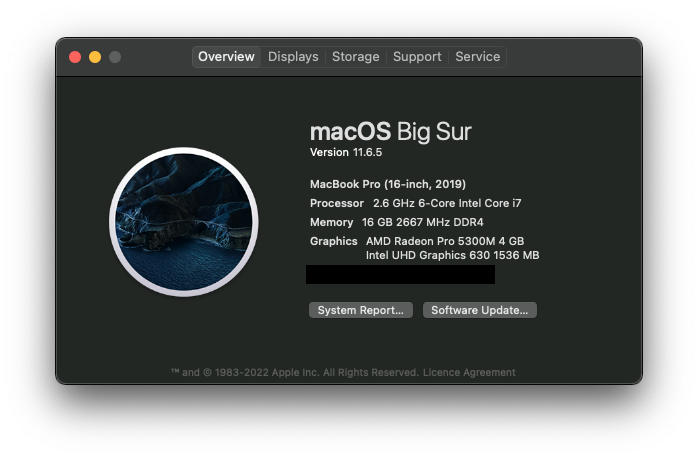 Overview Displays Storage Support Service
macOS Big Sur
Version 11.6.5
MacBook Pro (16-inch, 2019)
Processor 2.6 GHz 6-Core Intel Core i7
Memory 16 GB 2667 MHz DDR4
Graphics AMD Radeon Pro 5300M 4 GB
Intel UHD Graphics 630 1536 MB
System Report... Software Update...
™ and © 1983-2022 Apple Inc. All Rights Reserved. Licence Agreement